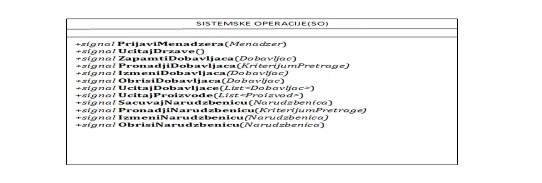 SISTEMSKE OPERACIJE(SO)
+signal PrijaviMenadzera(Menadzer)
+signal UcitajDrzave()
+signal ZapamtiDobavljaca(Dobavljac)
+signal PronadjiDobavljaca(KriterijumPretrage)
+signal IzmeniDobavljaca(Dobavljac)
+signal ObrisiDobavljaca(Dobavljac)
+signal UcitajDobavljace(List<Dobavljac>)
+signal UcitajProizvode(List<Proizvod>)
+signal SacuvajNarudzbenicu(Narudzbenica)
+signal PronadjiNarudzbenicu(KriterijumPretrage)
+signal IzmeniNarudzbenicu(Narudzbenica)
+signal ObrisiNarudzbenicu(Narudzbenica)